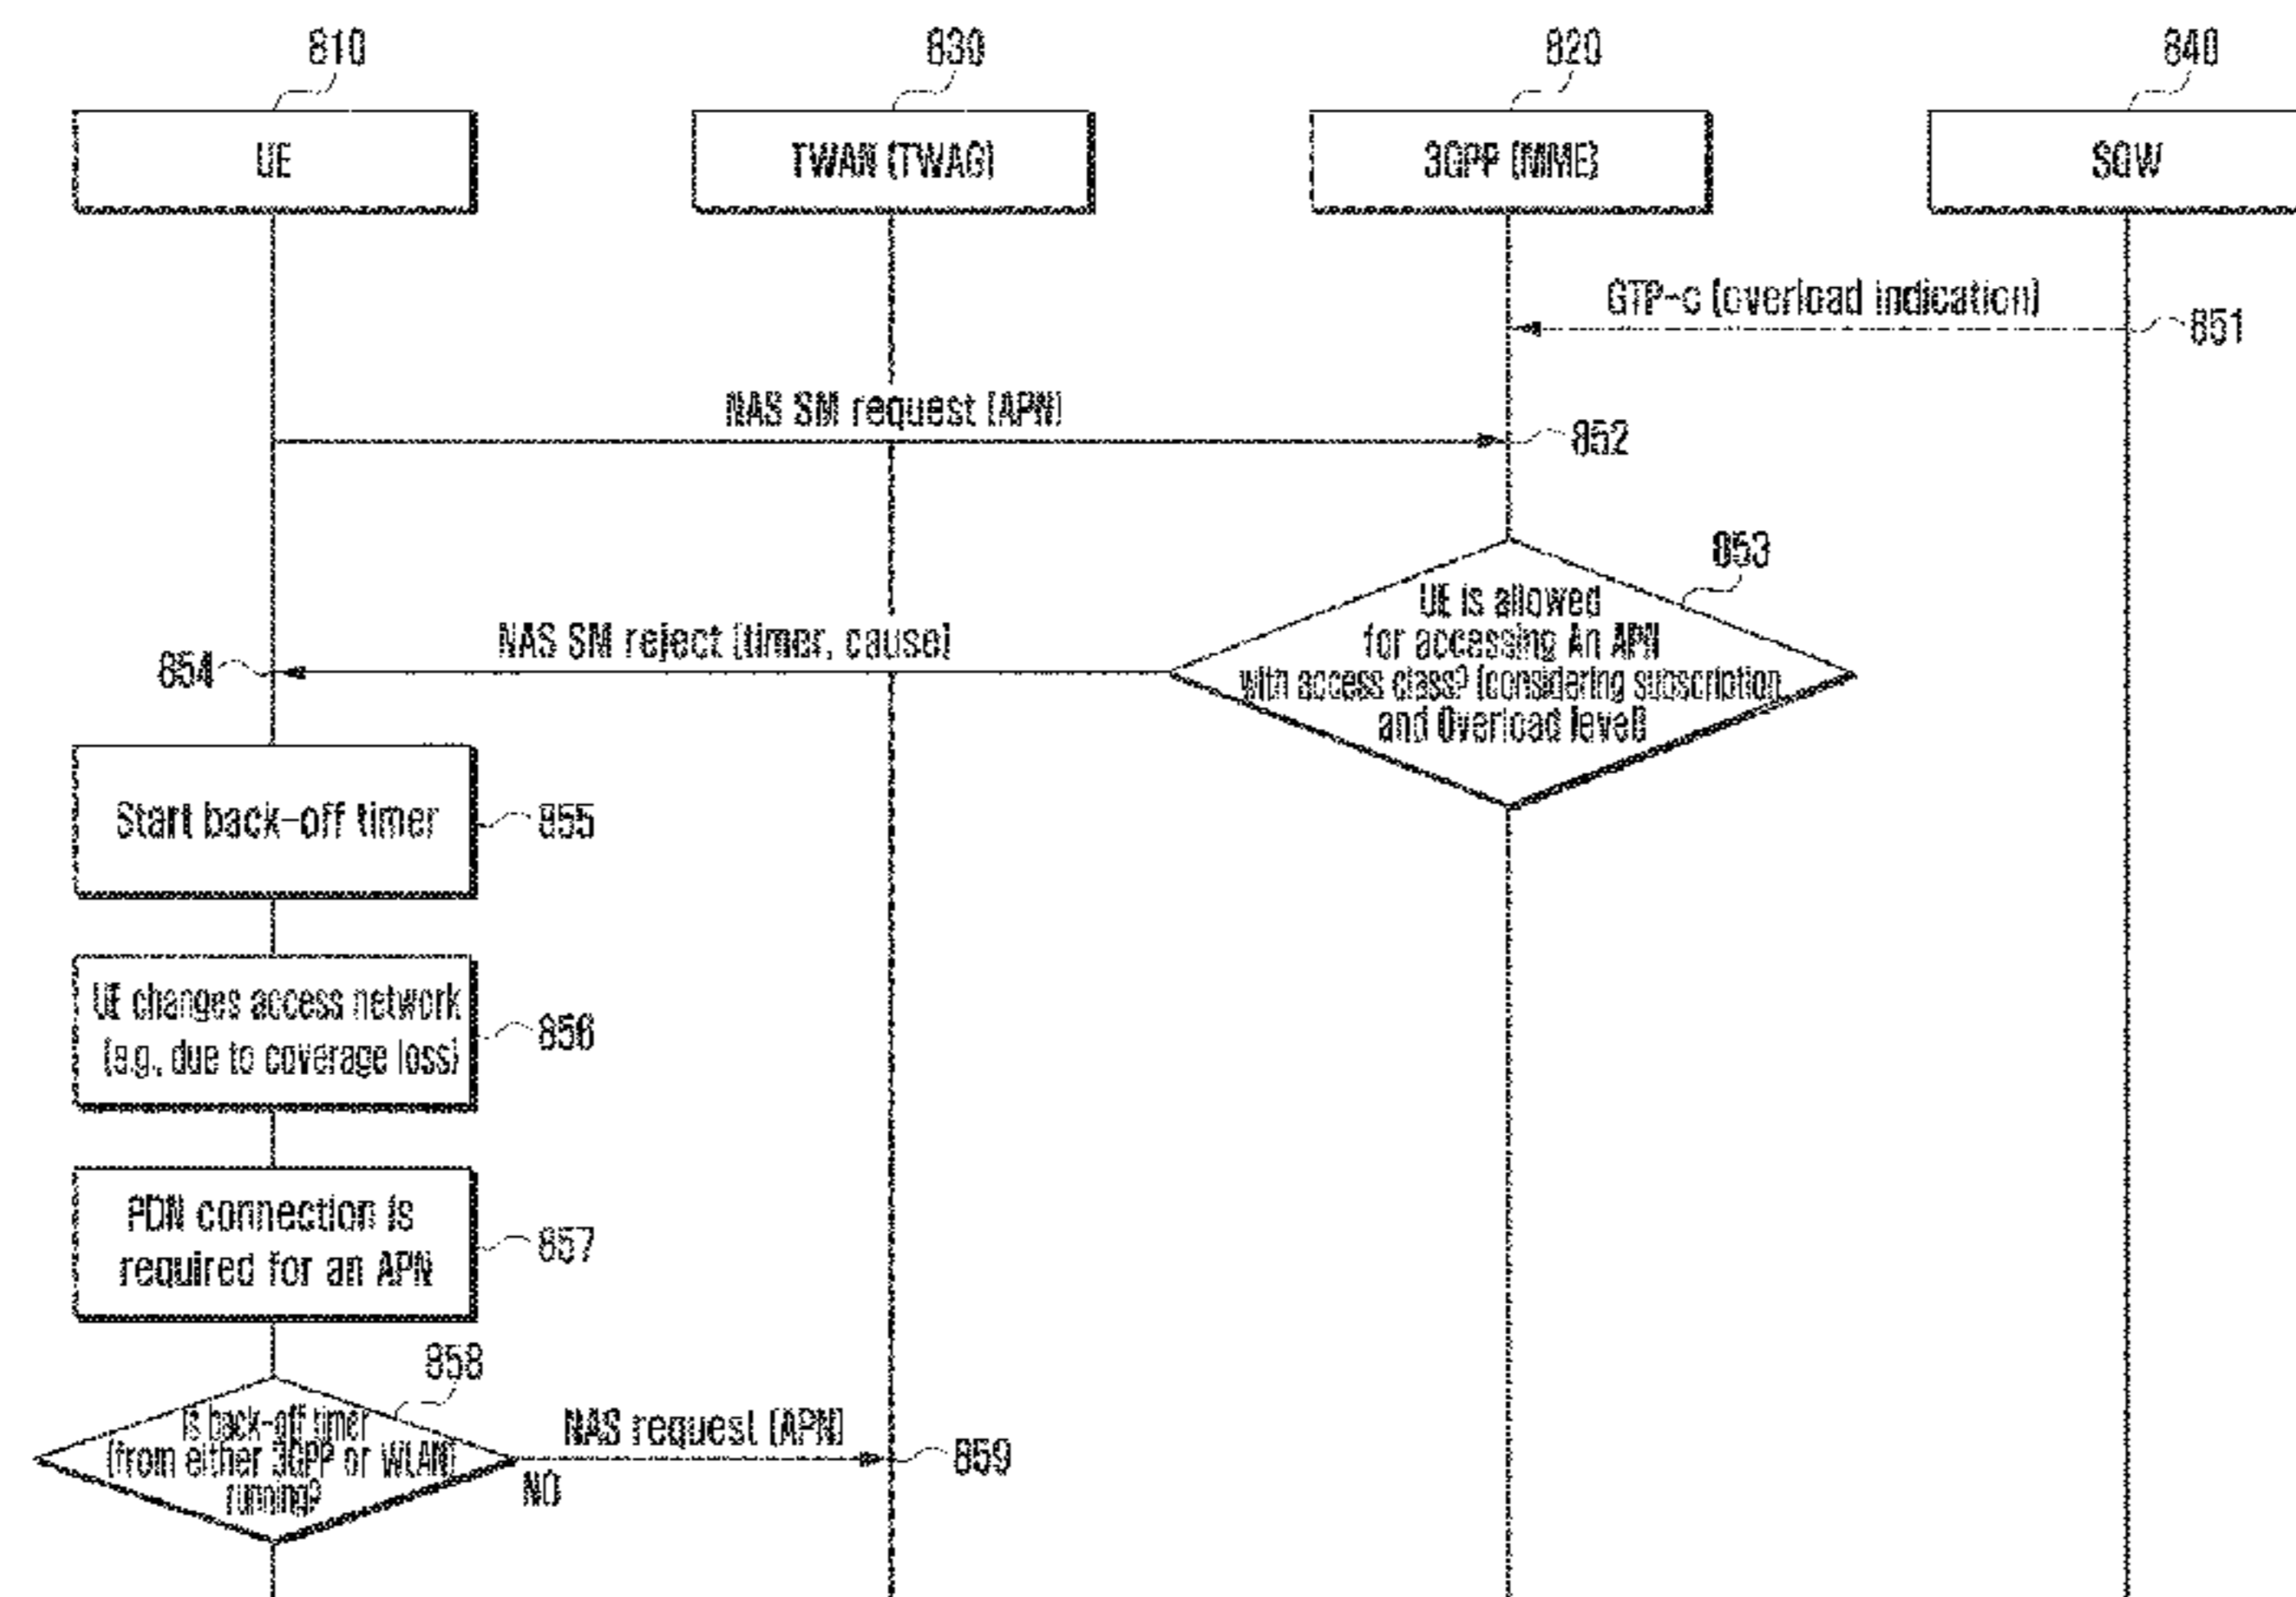 810
830
820
840
UE
TWAN (TWAG)
3GPP (MME)
SGW
GTP-c (overload indication)
851
NAS SM request (APN)
852
853
UE is allowed
for accessing An APN
with access class? (considering subscription
and Overload level)
NAS SM reject (timer, cause)
854
Start back-off timer
855
UE changes access network
(e.g., due to coverage loss)
856
PDN connection is
required for an APN
857
858
Is back-off timer
(from either 3GPP or WLAN)
running?
NAS request (APN)
859
NO